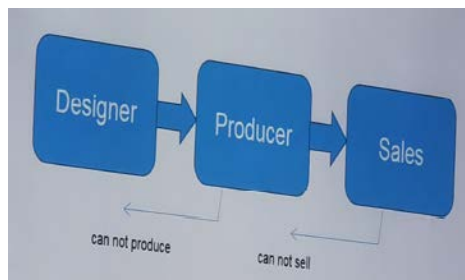 Designer
Producer
Sales
can not produce
can not sell